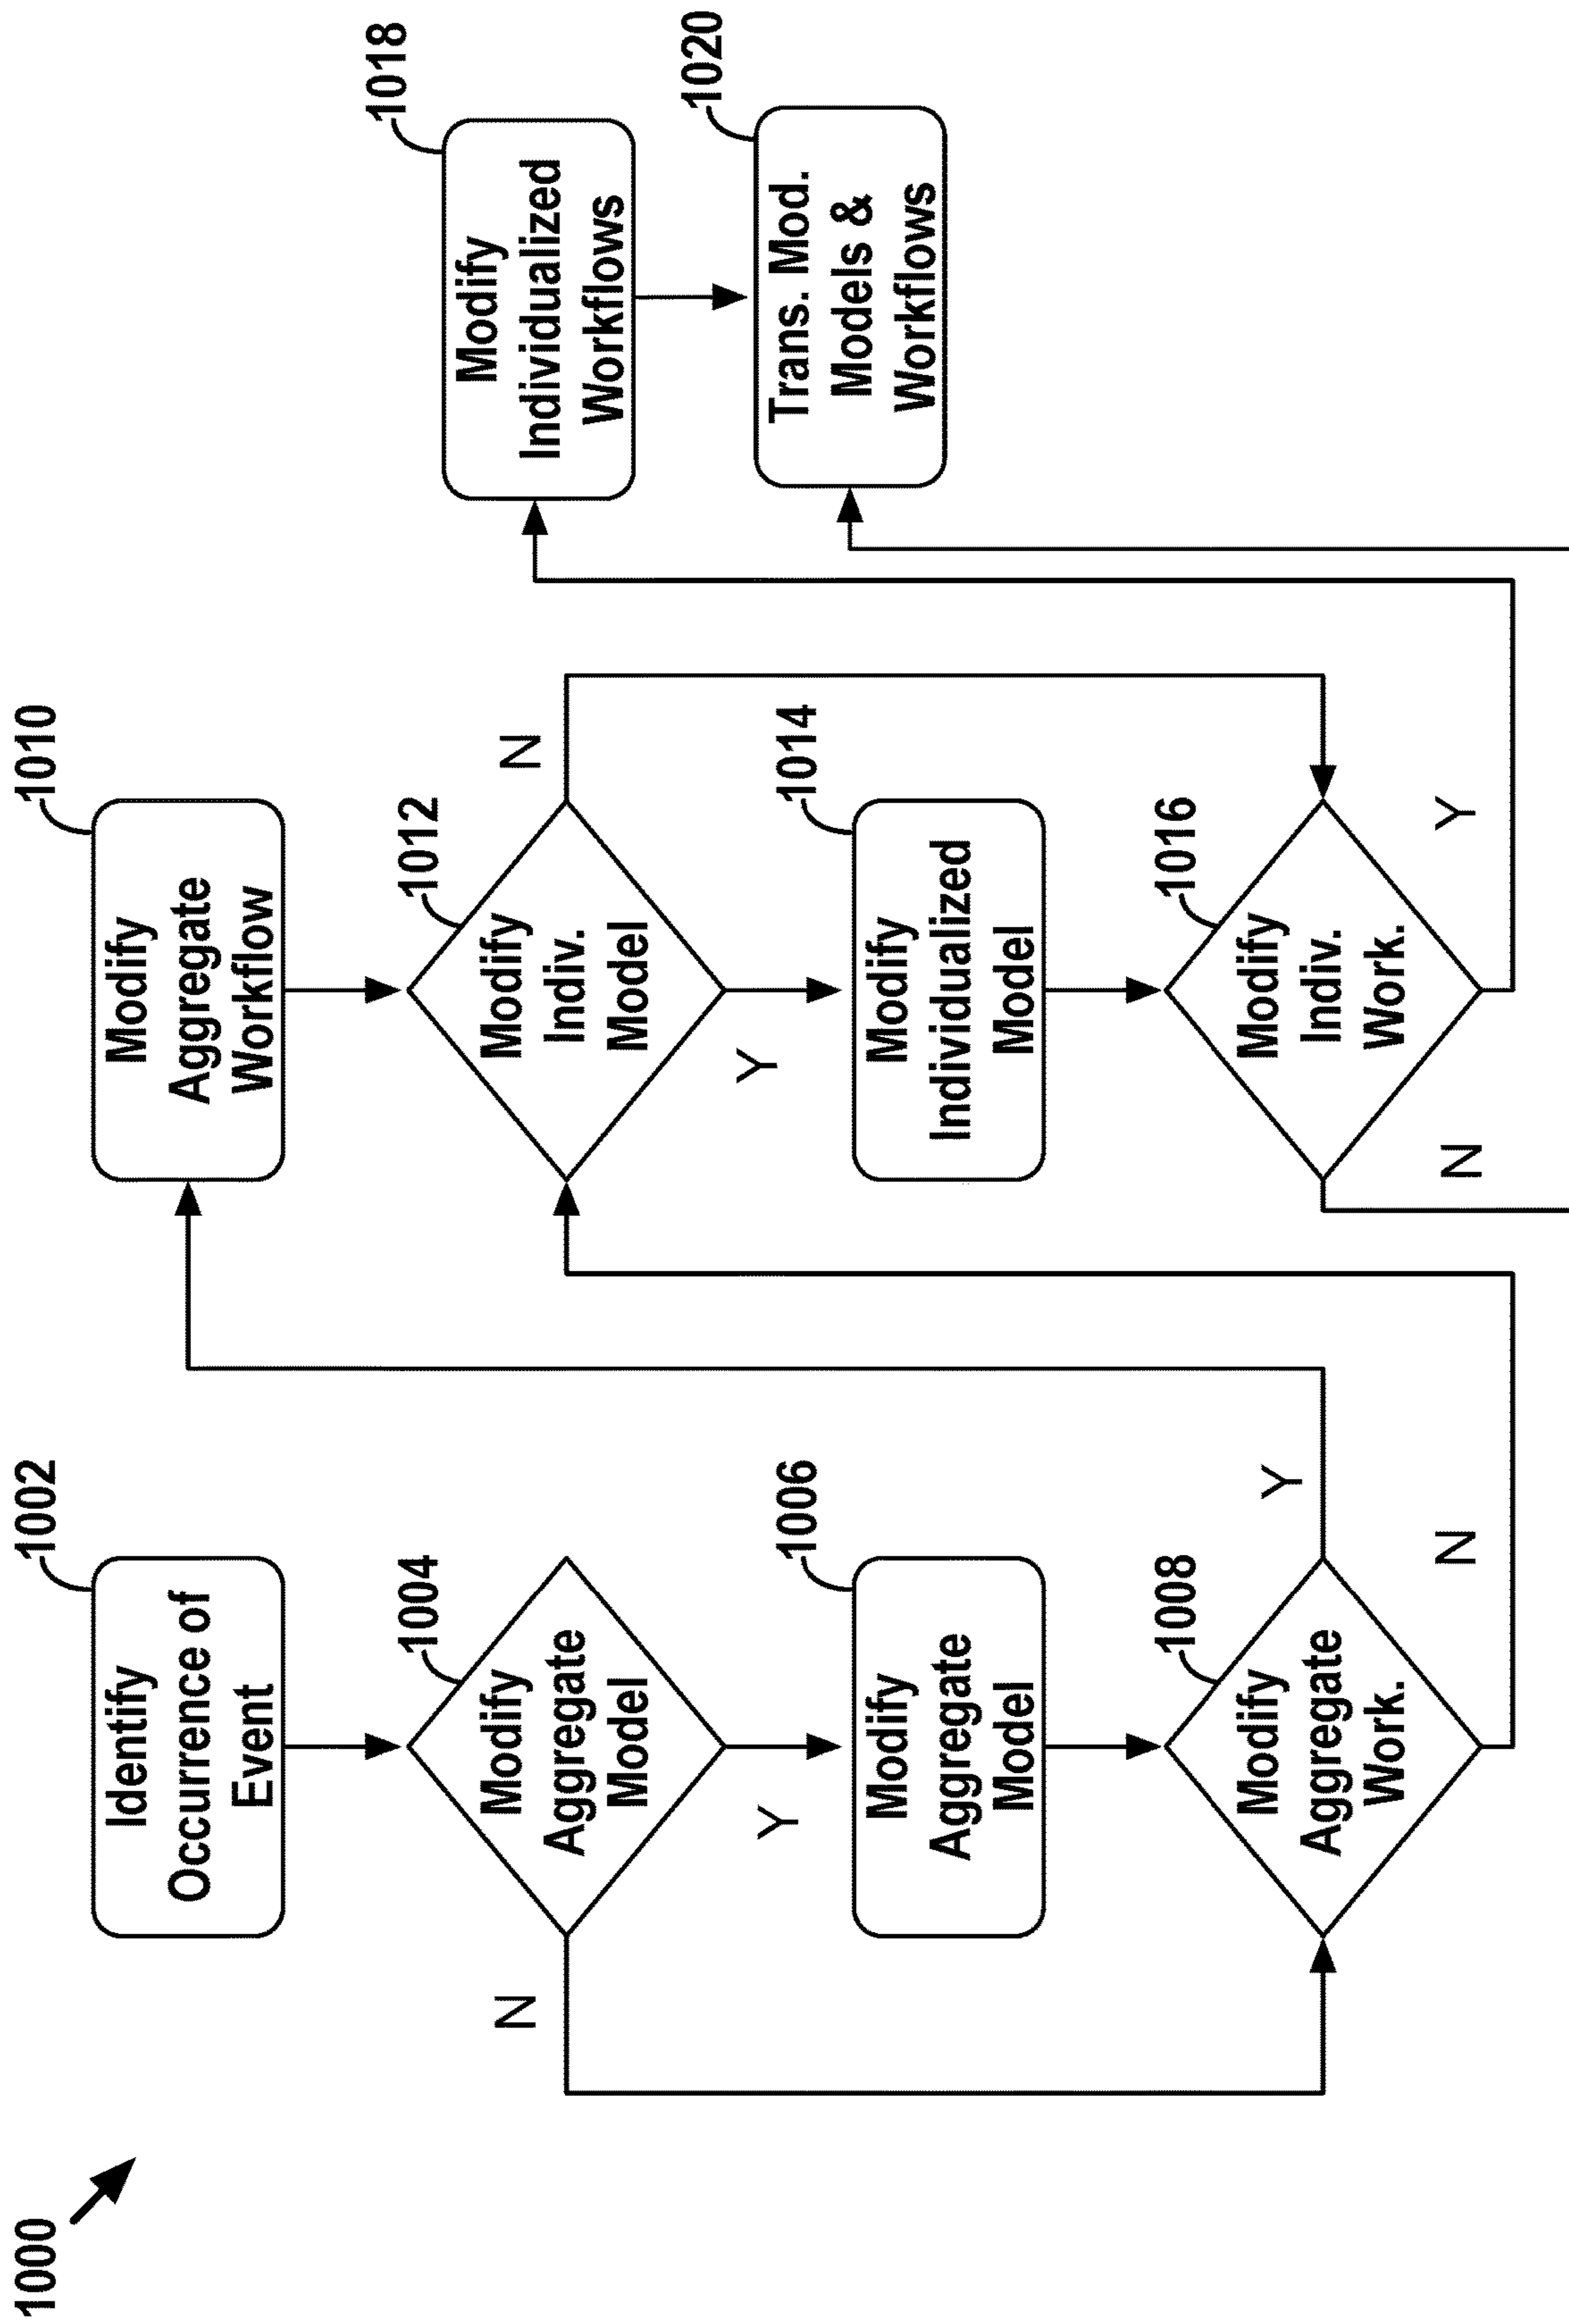 1000
1002
Identify
Occurrence of
Event
1004
Modify
Aggregate
Model
N
Y
1006
Modify
Aggregate
Model
1008
Modify
Aggregate
Work.
Y
N
1010
Modify
Aggregate
Workflow
1012
Modify
Indiv.
Model
N
Y
1014
Modify
Individualized
Model
1016
Modify
Indiv.
Work.
N
Y
1018
Modify
Individualized
Workflows
1020
Trans. Mod.
Models &
Workflows